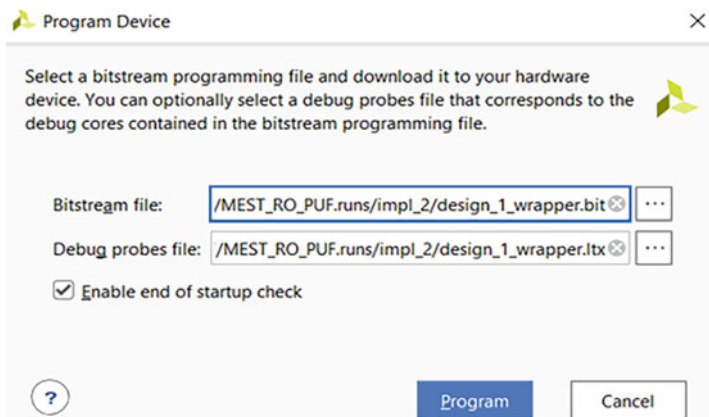 Program Device
Select a bitstream programming file and download it to your hardware
device. You can optionally select a debug probes file that corresponds to the
debug cores contained in the bitstream programming file.
Bitstream file: /MEST_RO_PUF.runs/impl_2/design_1_wrapper.bit ...
Debug probes file: /MEST_RO_PUF.runs/impl_2/design_1_wrapper.ltx ...
Enable end of startup check
? Program Cancel